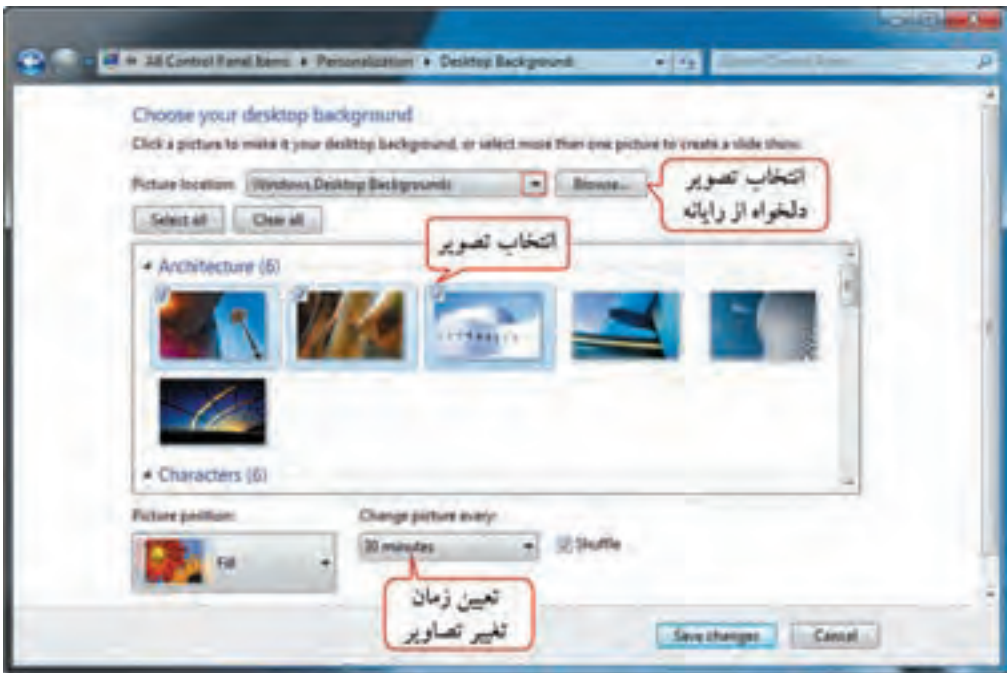 All Control Panel Items ▸ Personalization ▸ Desktop Background
Choose your desktop background
Click a picture to make it your desktop background, or select more than one picture to create a slide show.
Picture location: Windows Desktop Backgrounds Browse...
انتخاب تصویر
دلخواه از رایانه
Select all Clear all
انتخاب تصویر
Architecture (6)
Characters (6)
Picture position: Change picture every:
Fill 30 minutes Shuffle
تعیین زمان
تغییر تصاویر
Save changes Cancel